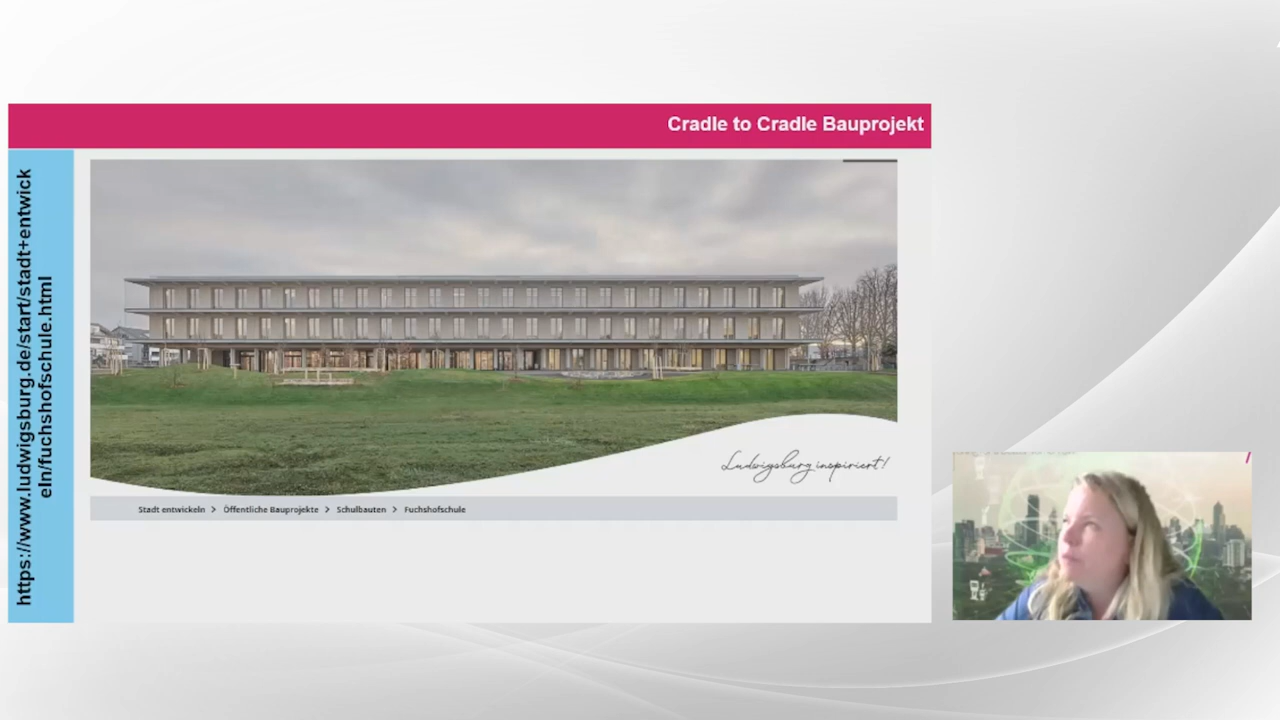 Cradle to Cradle Bauprojekt
https://www.ludwigsburg.de/start/stadt+entwick
eln/fuchshofschule.html
Ludwigsburg inspiriert!
Stadt entwickeln > Öffentliche Bauprojekte > Schulbauten > Fuchshofschule